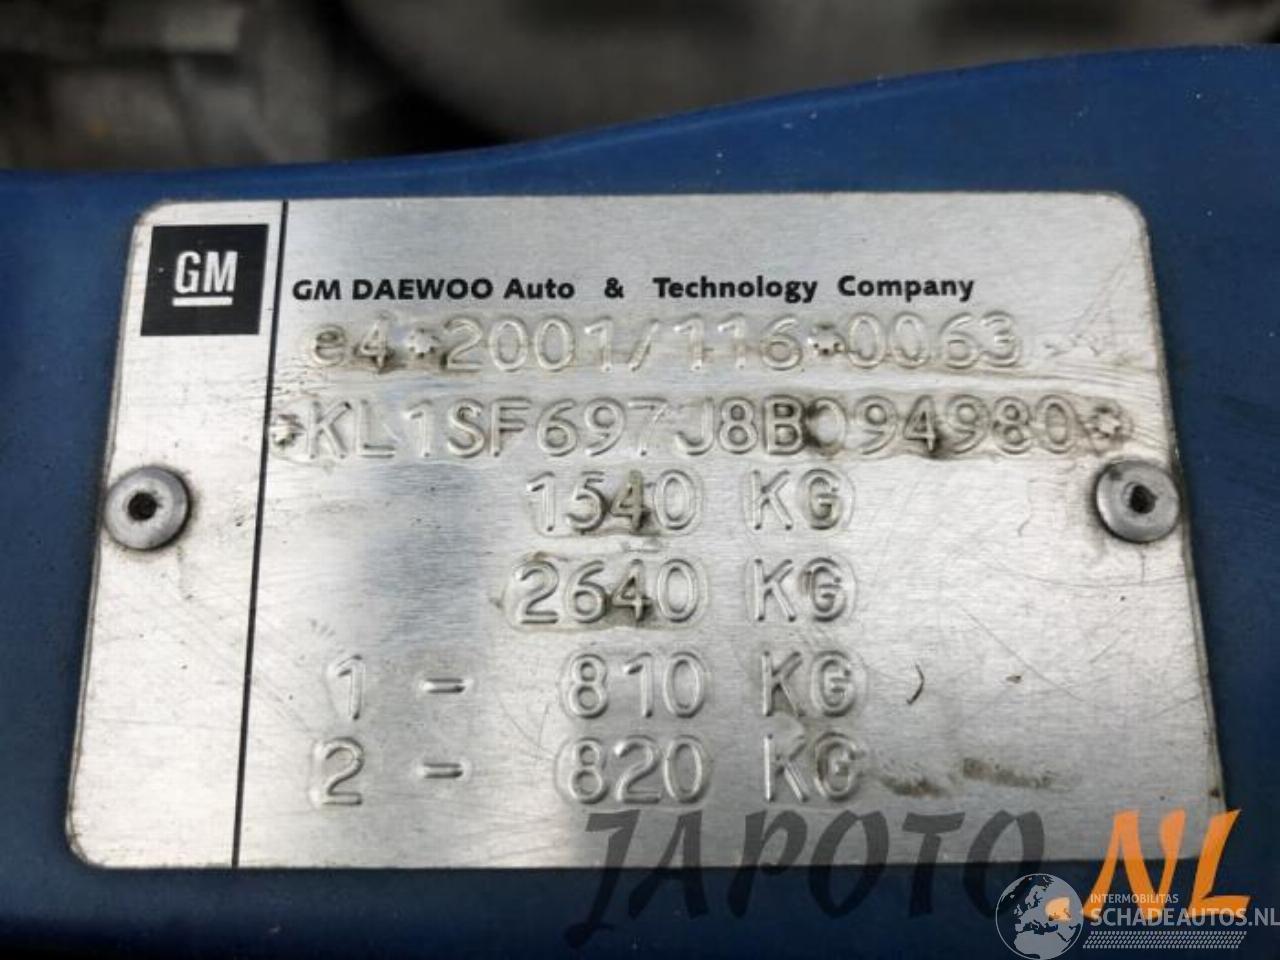 GM
GM DAEWOO Auto & Technology Company
e4*2001/116*0063
*KL1SF697J8B094980*
1540 KG
2640 KG
1 - 810 KG
2 - 820 KG
JAPOTO.NL
INTERMOBILITAS
SCHADEAUTOS.NL